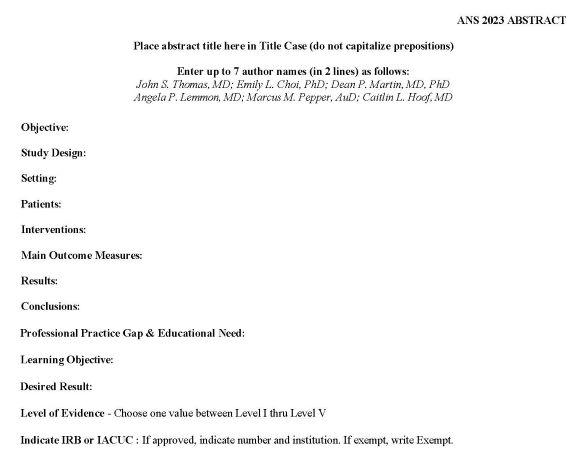 ANS 2023 ABSTRACT
Place abstract title here in Title Case (do not capitalize prepositions)
Enter up to 7 author names (in 2 lines) as follows:
John S. Thomas, MD; Emily L. Choi, PhD; Dean P. Martin, MD, PhD
Angela P. Lemmon, MD; Marcus M. Pepper, AuD; Caitlin L. Hoof, MD
Objective:
Study Design:
Setting:
Patients:
Interventions:
Main Outcome Measures:
Results:
Conclusions:
Professional Practice Gap & Educational Need:
Learning Objective:
Desired Result:
Level of Evidence - Choose one value between Level I thru Level V
Indicate IRB or IACUC : If approved, indicate number and institution. If exempt, write Exempt.